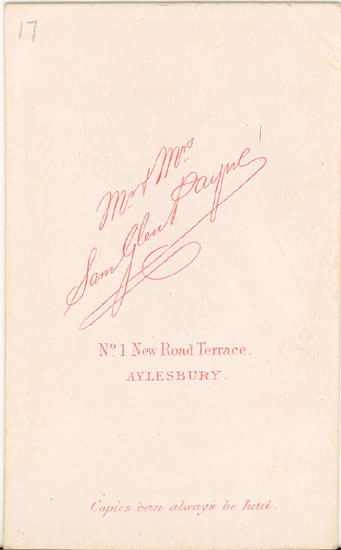 17
Mr & Mrs
Sam Glen Payne
No. 1 New Road Terrace.
AYLESBURY.
Copies can always be had.